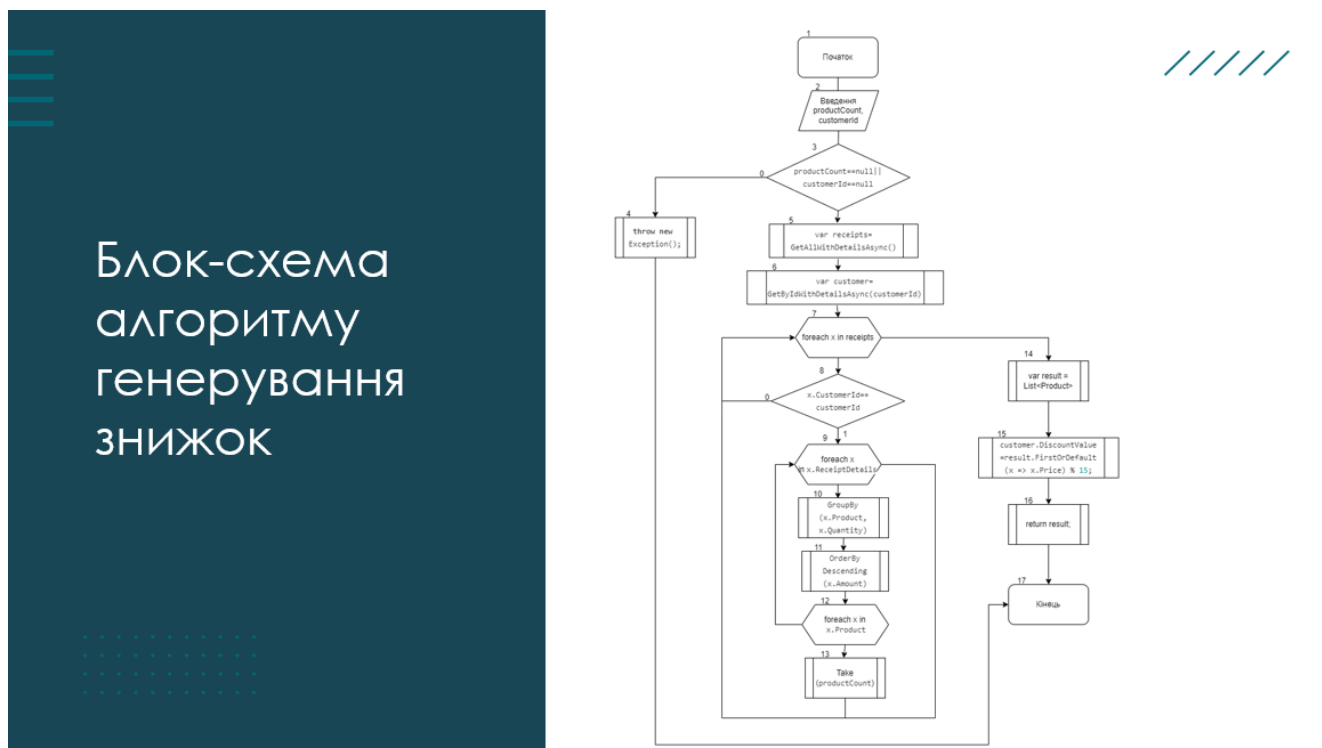 Блок-схема
алгоритму
генерування
знижок
1
Початок
2
Введення
productCount,
customerId
3
productCount==null||
customerId==null
0
4
throw new
Exception();
5
var receipts=
GetAllWithDetailsAsync()
6
var customer=
GetByIdWithDetailsAsync(customerId)
7
foreach x in receipts
8
x.CustomerId==
customerId
0
1
9
foreach x
in x.ReceiptDetails
10
GroupBy
(x.Product,
x.Quantity)
11
OrderBy
Descending
(x.Amount)
12
foreach x in
x.Product
13
Take
(productCount)
14
var result =
List<Product>
15
customer.DiscountValue
=result.FirstOrDefault
(x => x.Price) % 15;
16
return result;
17
Кінець